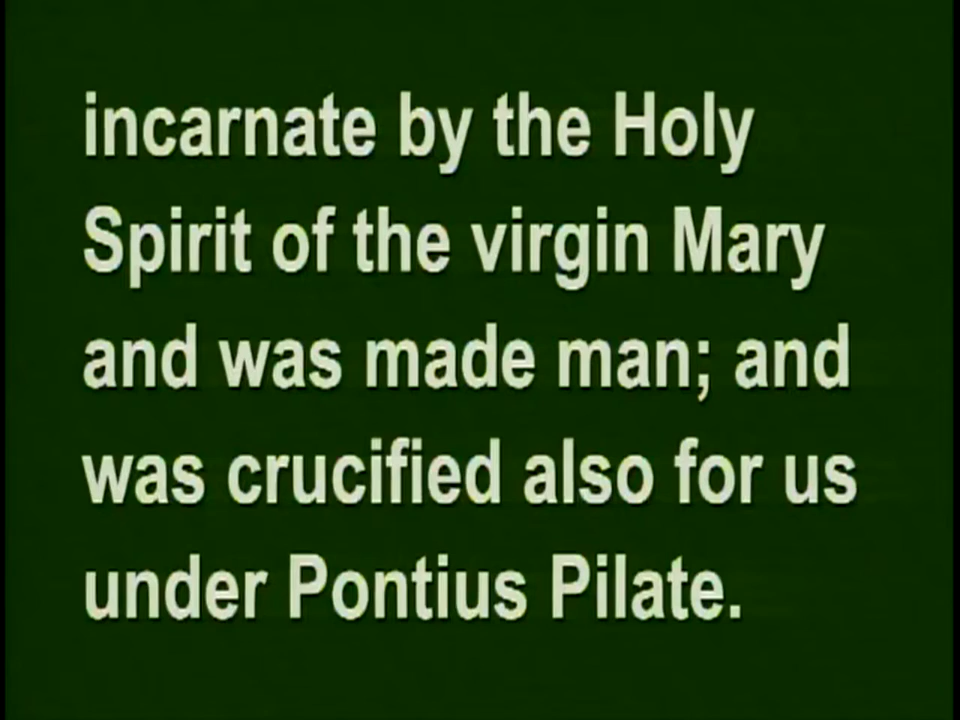 incarnate by the Holy
Spirit of the virgin Mary
and was made man; and
was crucified also for us
under Pontius Pilate.